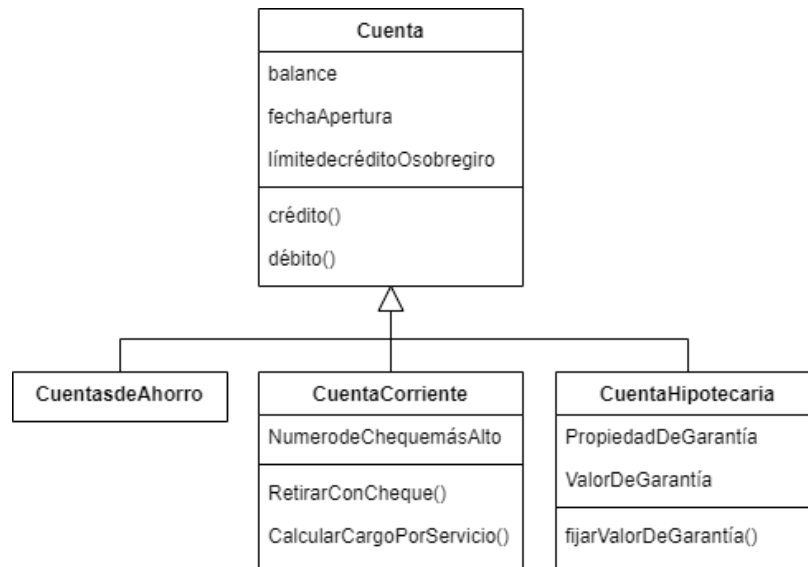 Cuenta
balance
fechaApertura
límitedecréditoOsobregiro
crédito()
débito()
CuentasdeAhorro
CuentaCorriente
NumerodeChequemásAlto
RetirarConCheque()
CalcularCargoPorServicio()
CuentaHipotecaria
PropiedadDeGarantía
ValorDeGarantía
fijarValorDeGarantía()